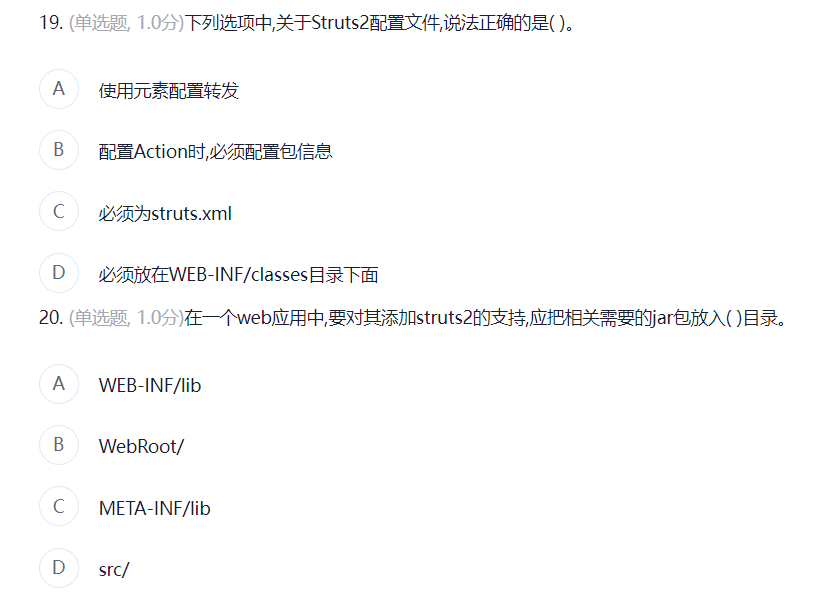 19. (单选题, 1.0分)下列选项中,关于Struts2配置文件,说法正确的是( )。
A 使用元素配置转发
B 配置Action时,必须配置包信息
C 必须为struts.xml
D 必须放在WEB-INF/classes目录下面
20. (单选题, 1.0分)在一个web应用中,要对其添加struts2的支持,应把相关需要的jar包放入( )目录。
A WEB-INF/lib
B WebRoot/
C META-INF/lib
D src/